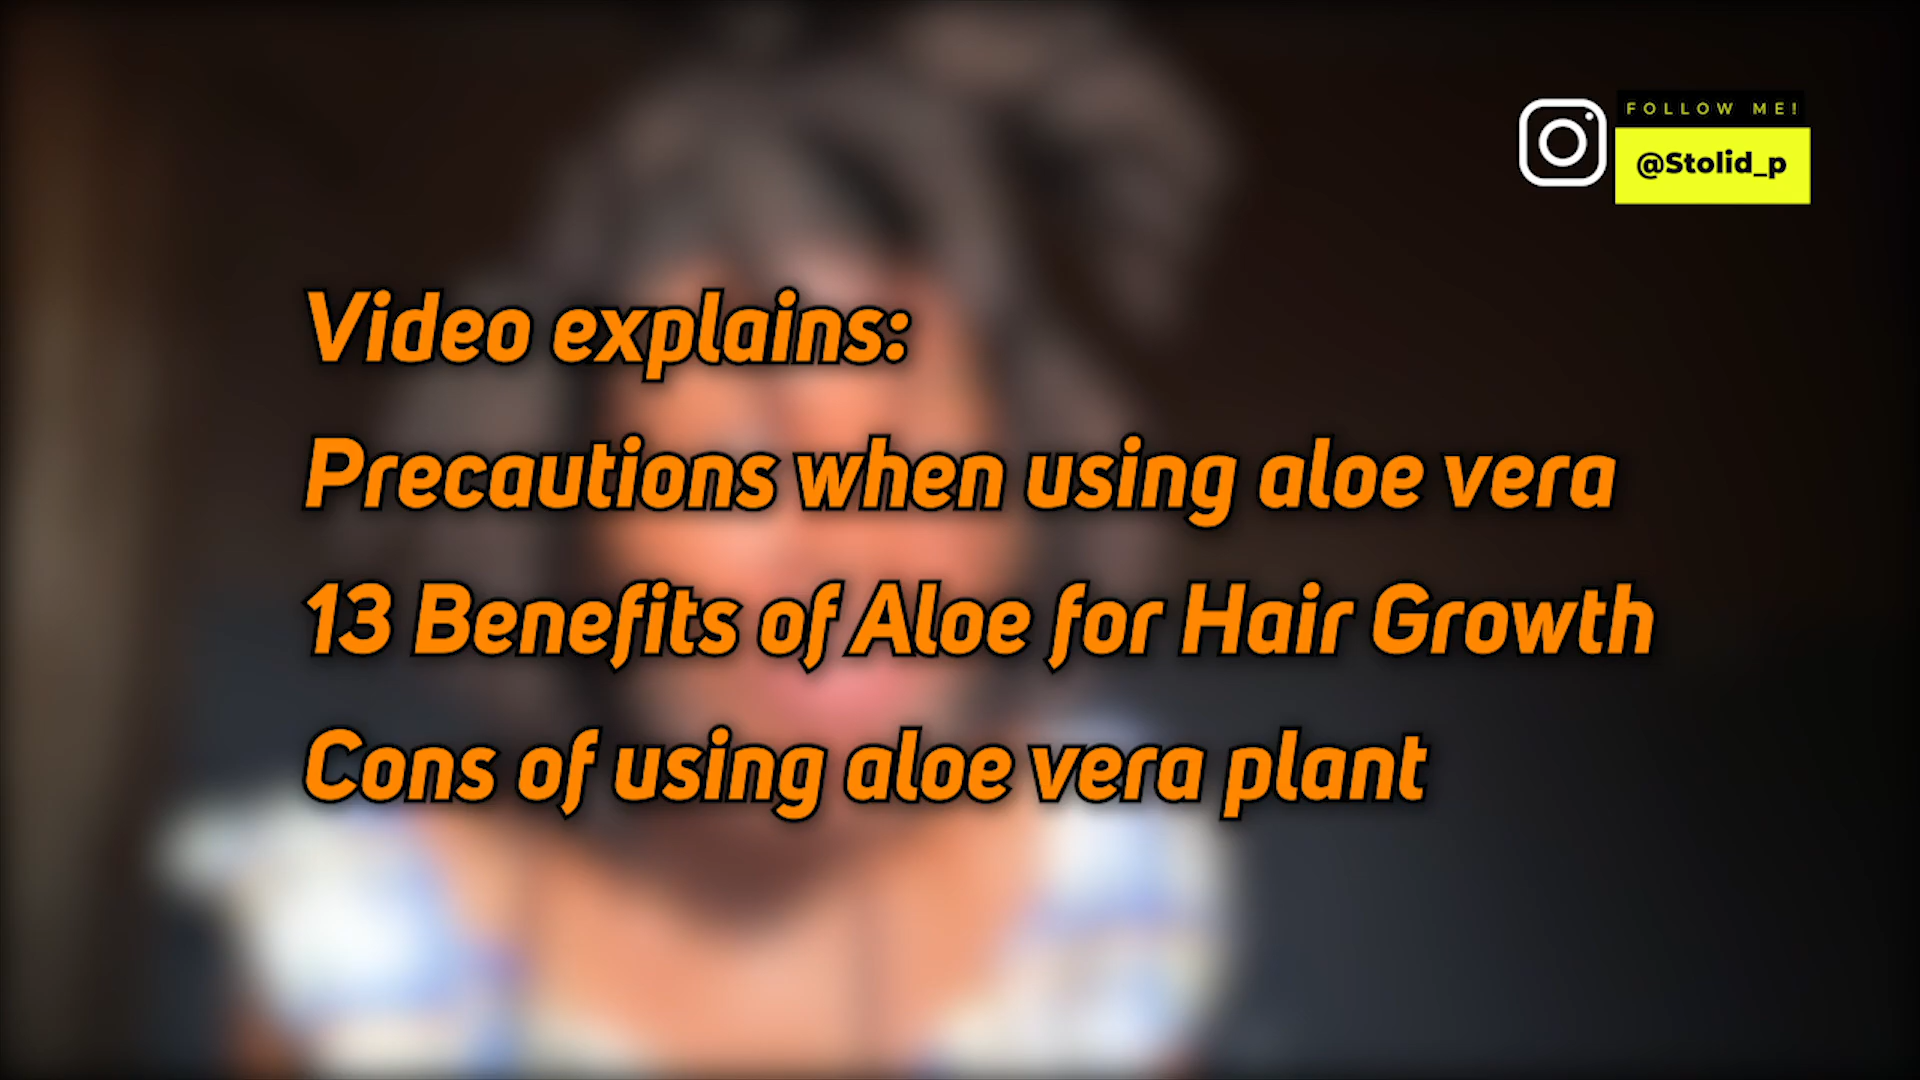 FOLLOW ME!
@Stolid_p
Video explains:
Precautions when using aloe vera
13 Benefits of Aloe for Hair Growth
Cons of using aloe vera plant